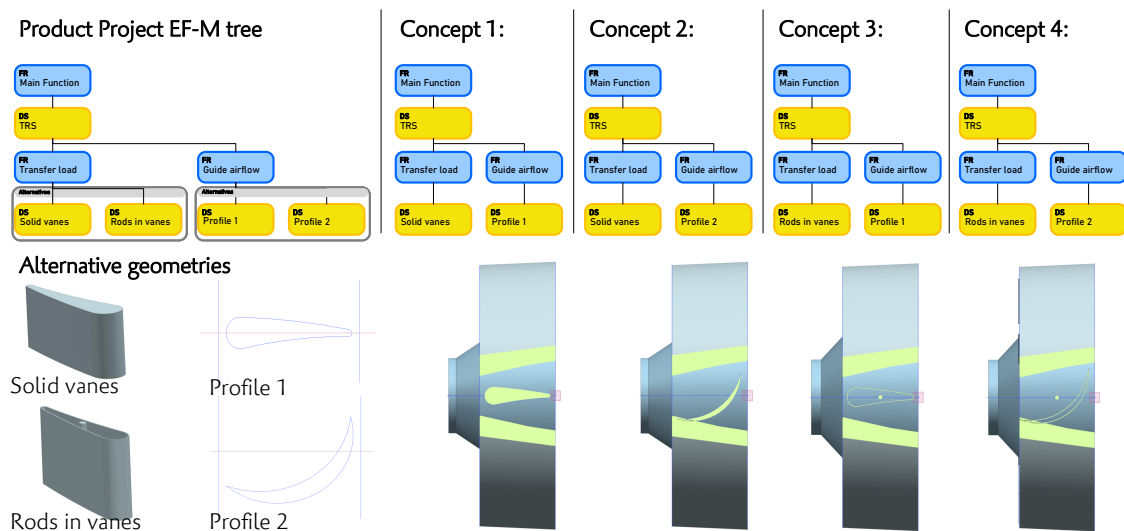 Product Project EF-M tree
FR
Main Function
DS
TRS
FR
Transfer load
FR
Guide airflow
Alternatives
Alternatives
DS
Solid vanes
DS
Rods in vanes
DS
Profile 1
DS
Profile 2
Concept 1:
FR
Main Function
DS
TRS
FR
Transfer load
FR
Guide airflow
DS
Solid vanes
DS
Profile 1
Concept 2:
FR
Main Function
DS
TRS
FR
Transfer load
FR
Guide airflow
DS
Solid vanes
DS
Profile 2
Concept 3:
FR
Main Function
DS
TRS
FR
Transfer load
FR
Guide airflow
DS
Rods in vanes
DS
Profile 1
Concept 4:
FR
Main Function
DS
TRS
FR
Transfer load
FR
Guide airflow
DS
Rods in vanes
DS
Profile 2
Alternative geometries
Solid vanes
Profile 1
Rods in vanes
Profile 2